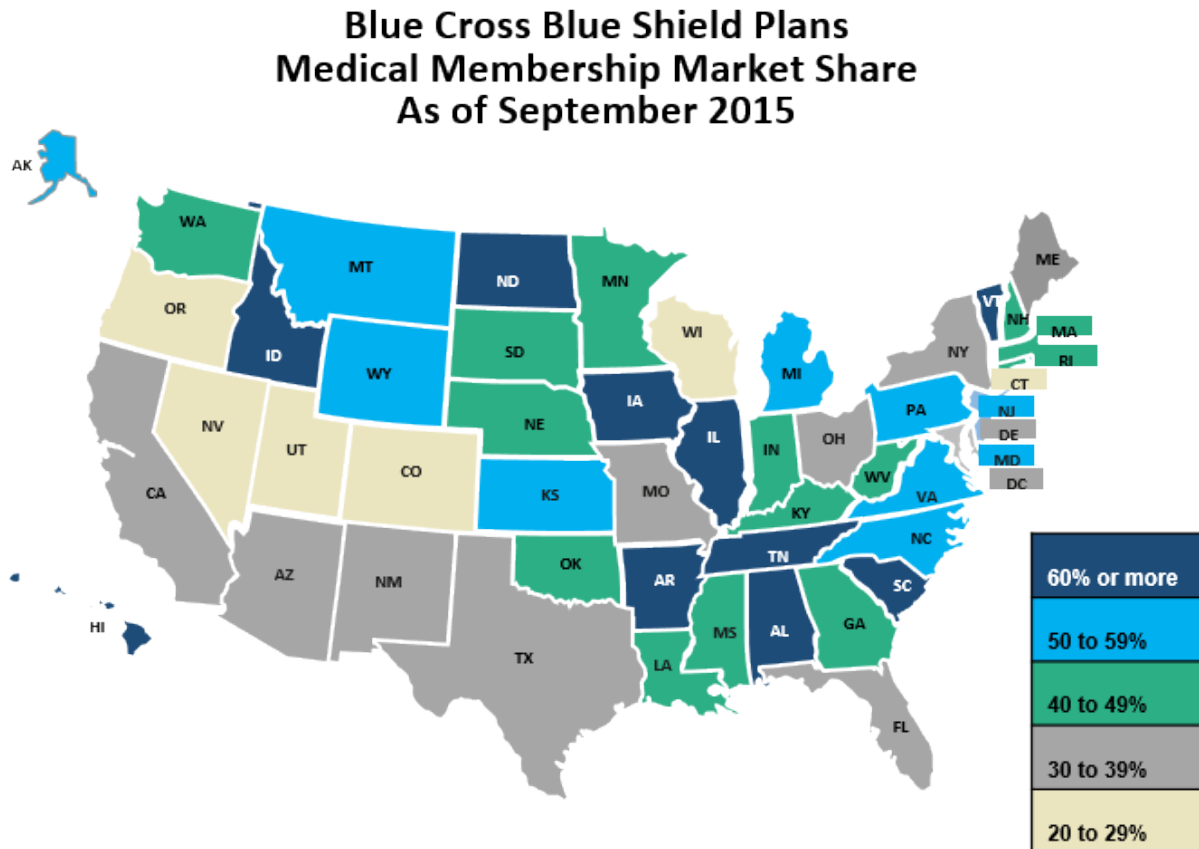 Blue Cross Blue Shield Plans
Medical Membership Market Share
As of September 2015
AK
WA
MT
ND
MN
ME
OR
ID
SD
WI
VT
NH
MA
WY
MI
NY
RI
CT
IA
NE
PA
NJ
NV
UT
CO
IL
IN
OH
DE
MD
CA
KS
MO
WV
VA
DC
KY
NC
AZ
NM
OK
AR
TN
SC
60% or more
HI
TX
LA
MS
AL
GA
50 to 59%
40 to 49%
FL
30 to 39%
20 to 29%